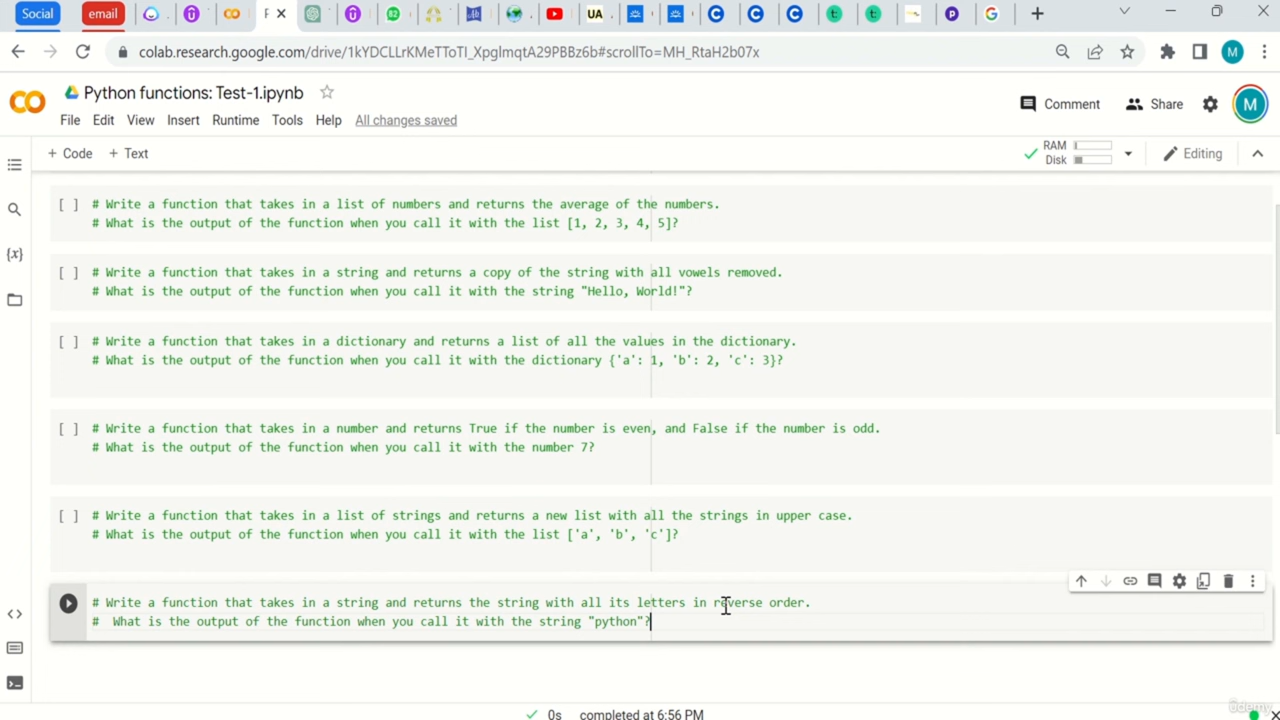 Social
email
UA
colab.research.google.com/drive/1kYDCLLrKMeTToTI_XpglmqtA29PBBz6b#scrollTo=MH_RtaH2b07x
M
Python functions: Test-1.ipynb
Comment
Share
M
File Edit View Insert Runtime Tools Help All changes saved
+ Code + Text
RAM
Disk
Editing
[ ] # Write a function that takes in a list of numbers and returns the average of the numbers.
# What is the output of the function when you call it with the list [1, 2, 3, 4, 5]?
[ ] # Write a function that takes in a string and returns a copy of the string with all vowels removed.
# What is the output of the function when you call it with the string "Hello, World!"?
{x}
[ ] # Write a function that takes in a dictionary and returns a list of all the values in the dictionary.
# What is the output of the function when you call it with the dictionary {'a': 1, 'b': 2, 'c': 3}?
[ ] # Write a function that takes in a number and returns True if the number is even, and False if the number is odd.
# What is the output of the function when you call it with the number 7?
[ ] # Write a function that takes in a list of strings and returns a new list with all the strings in upper case.
# What is the output of the function when you call it with the list ['a', 'b', 'c']?
# Write a function that takes in a string and returns the string with all its letters in reverse order.
#  What is the output of the function when you call it with the string "python"?
0s completed at 6:56 PM
ûdemy